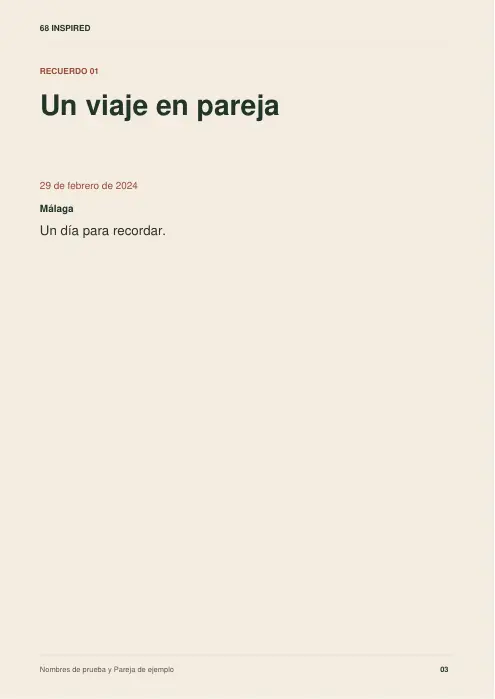 68 INSPIRED
RECUERDO 01
Un viaje en pareja
29 de febrero de 2024
Málaga
Un día para recordar.
Nombres de prueba y Pareja de ejemplo
03